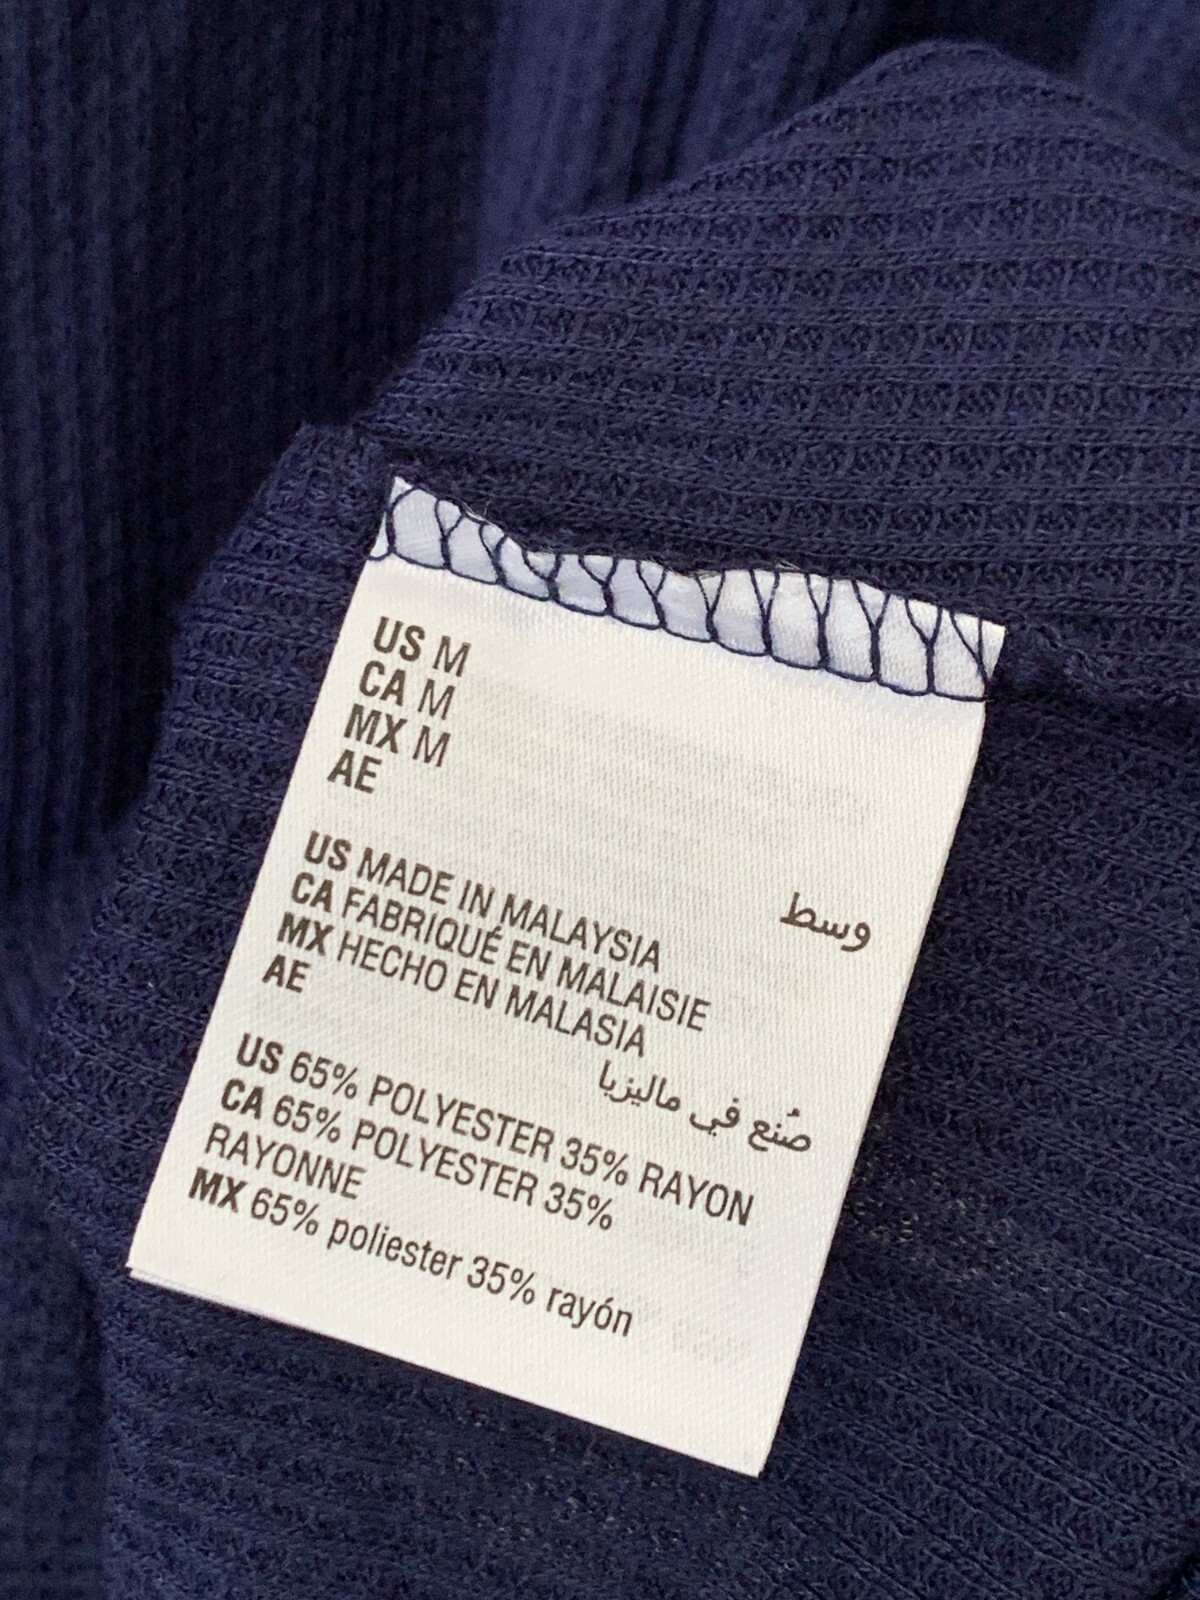 US M
CA M
MX M
AE
وسط
US MADE IN MALAYSIA
CA FABRIQUÉ EN MALAISIE
MX HECHO EN MALASIA
AE
صُنع في ماليزيا
US 65% POLYESTER 35% RAYON
CA 65% POLYESTER 35%
RAYONNE
MX 65% poliester 35% rayón